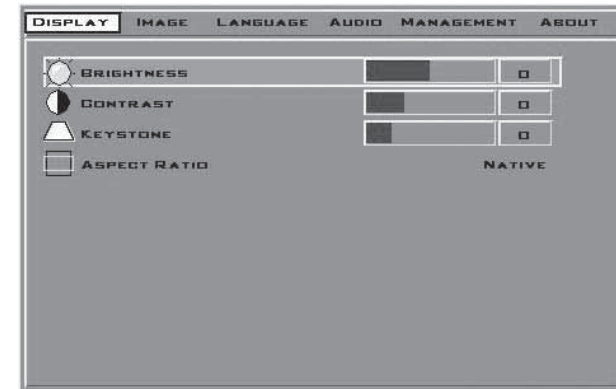 DISPLAY IMAGE LANGUAGE AUDIO MANAGEMENT ABOUT
BRIGHTNESS 0
CONTRAST 0
KEYSTONE 0
ASPECT RATIO NATIVE